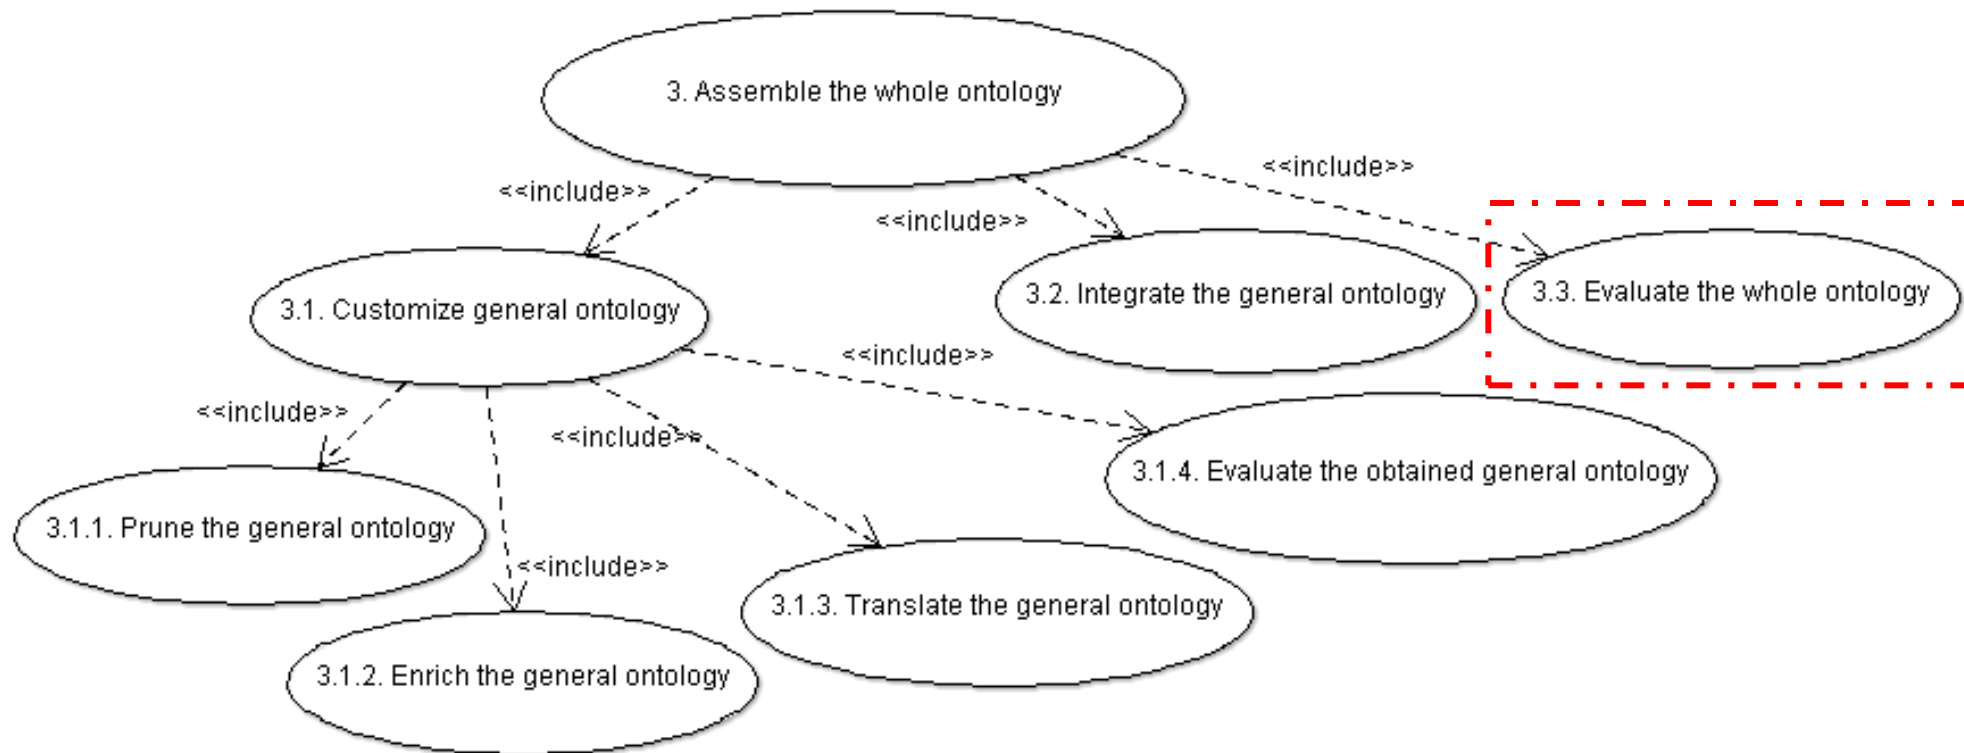 3. Assemble the whole ontology
<<include>>
<<include>>
<<include>>
3.1. Customize general ontology
3.2. Integrate the general ontology
3.3. Evaluate the whole ontology
<<include>>
<<include>>
<<include>>
<<include>>
3.1.1. Prune the general ontology
3.1.2. Enrich the general ontology
3.1.3. Translate the general ontology
3.1.4. Evaluate the obtained general ontology